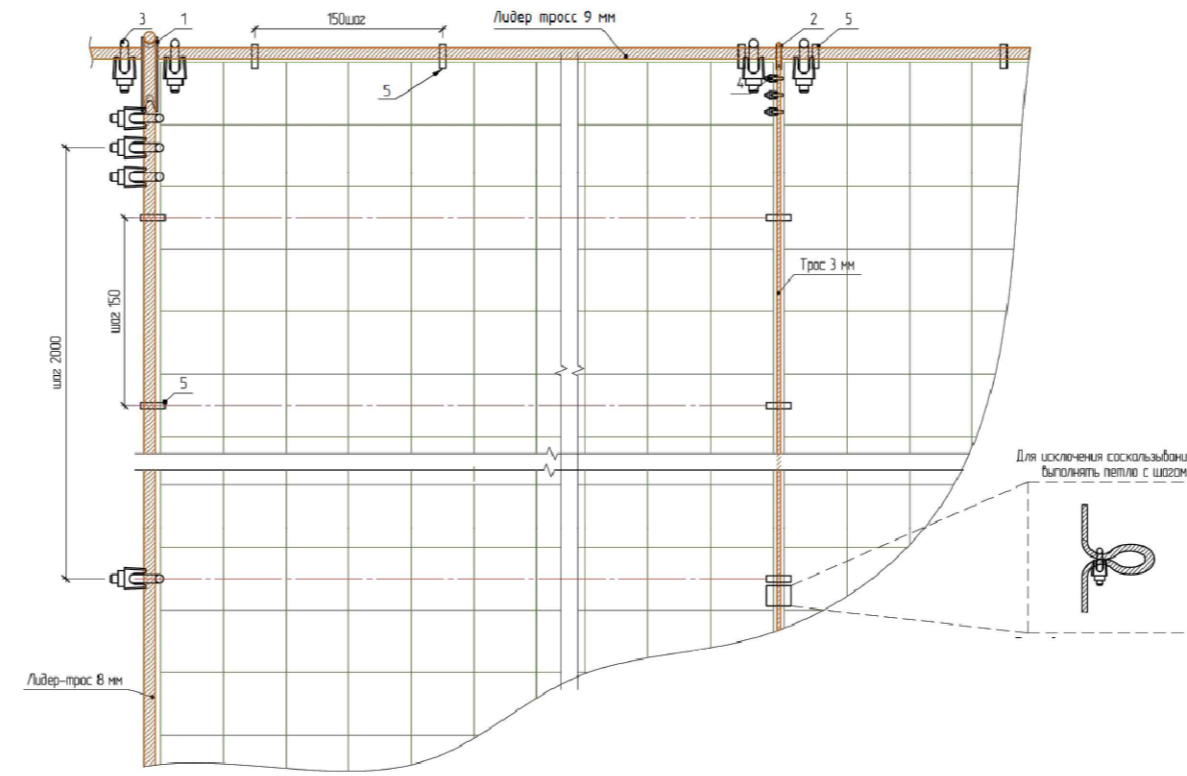 3
1
150шаг
Лидер тросс 9 мм
2
5
5
4
Трос 3 мм
шаг 150
шаг 2000
5
Для исключения соскальзывани
выполнять петлю с шагом
Лидер-трос 8 мм